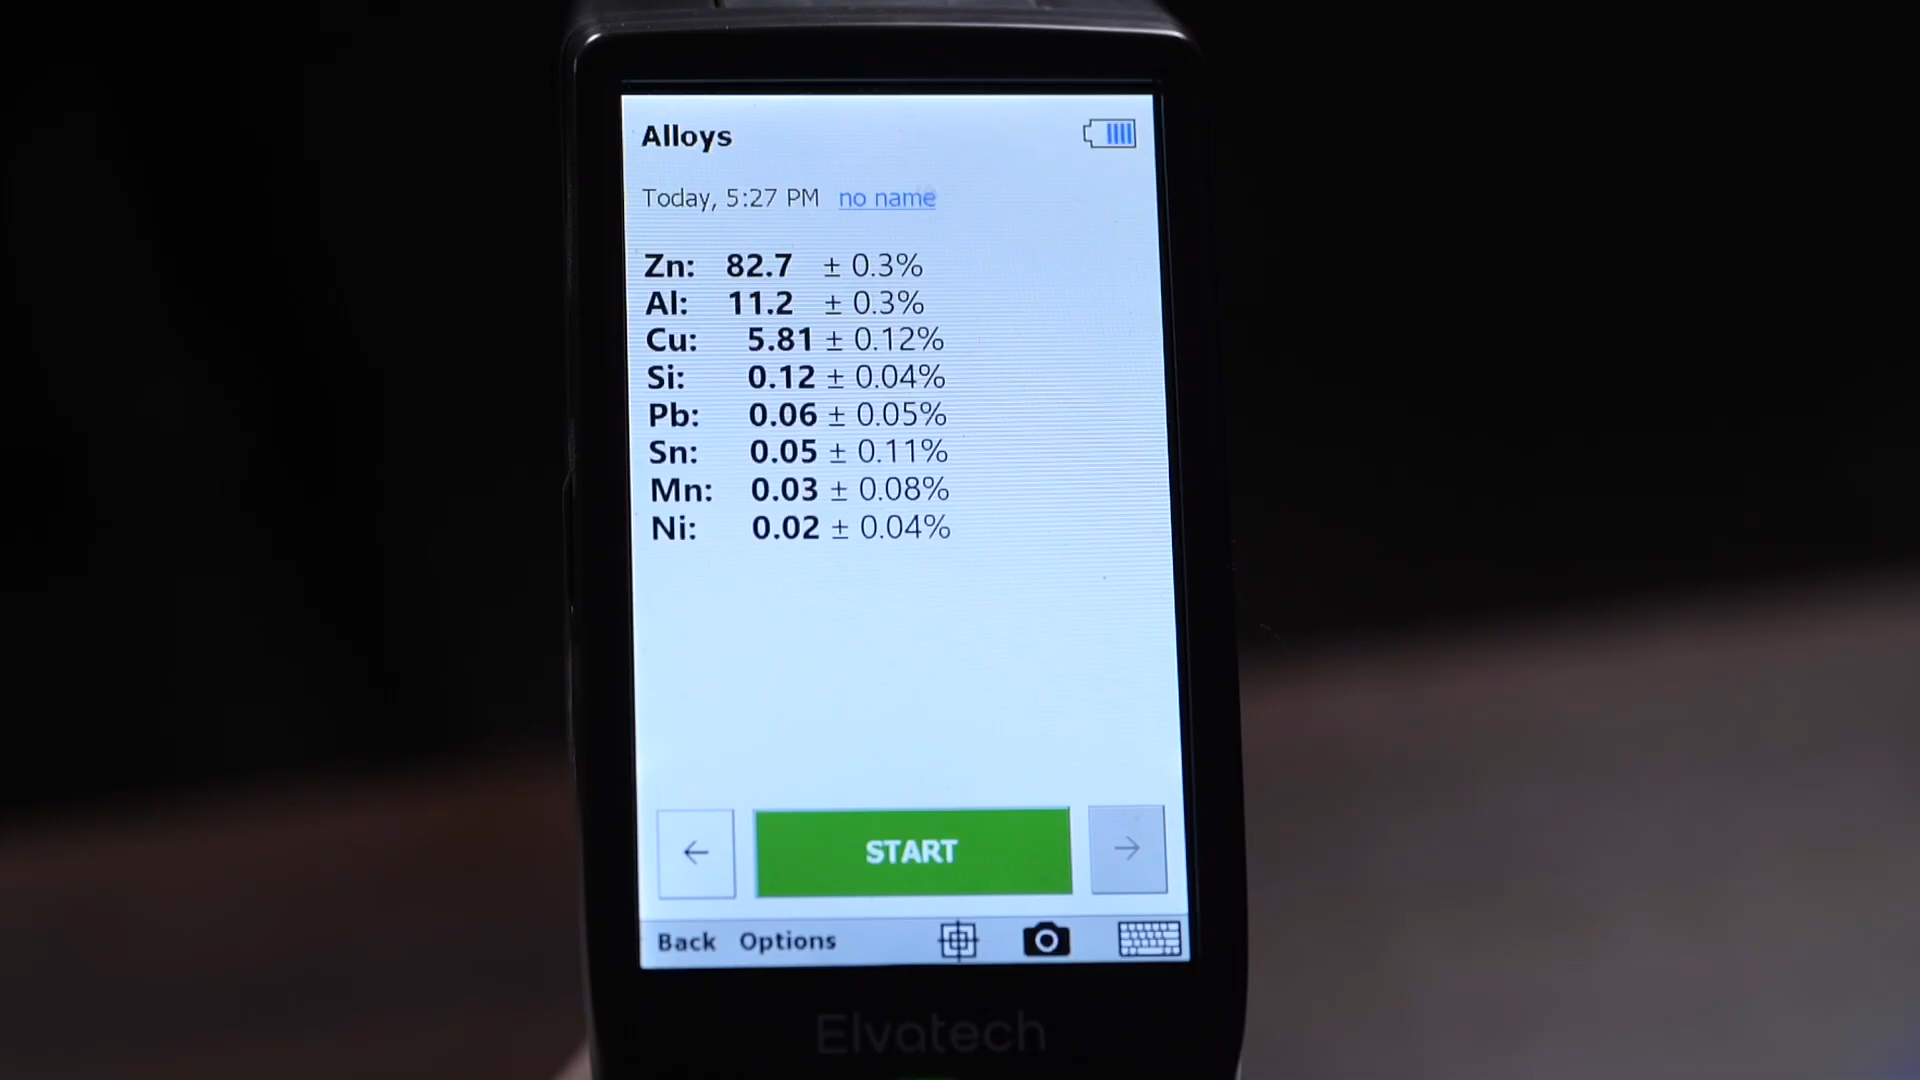 Alloys
Today, 5:27 PM no name
Zn: 82.7 ± 0.3%
Al: 11.2 ± 0.3%
Cu: 5.81 ± 0.12%
Si: 0.12 ± 0.04%
Pb: 0.06 ± 0.05%
Sn: 0.05 ± 0.11%
Mn: 0.03 ± 0.08%
Ni: 0.02 ± 0.04%
← START →
Back Options
Elvatech